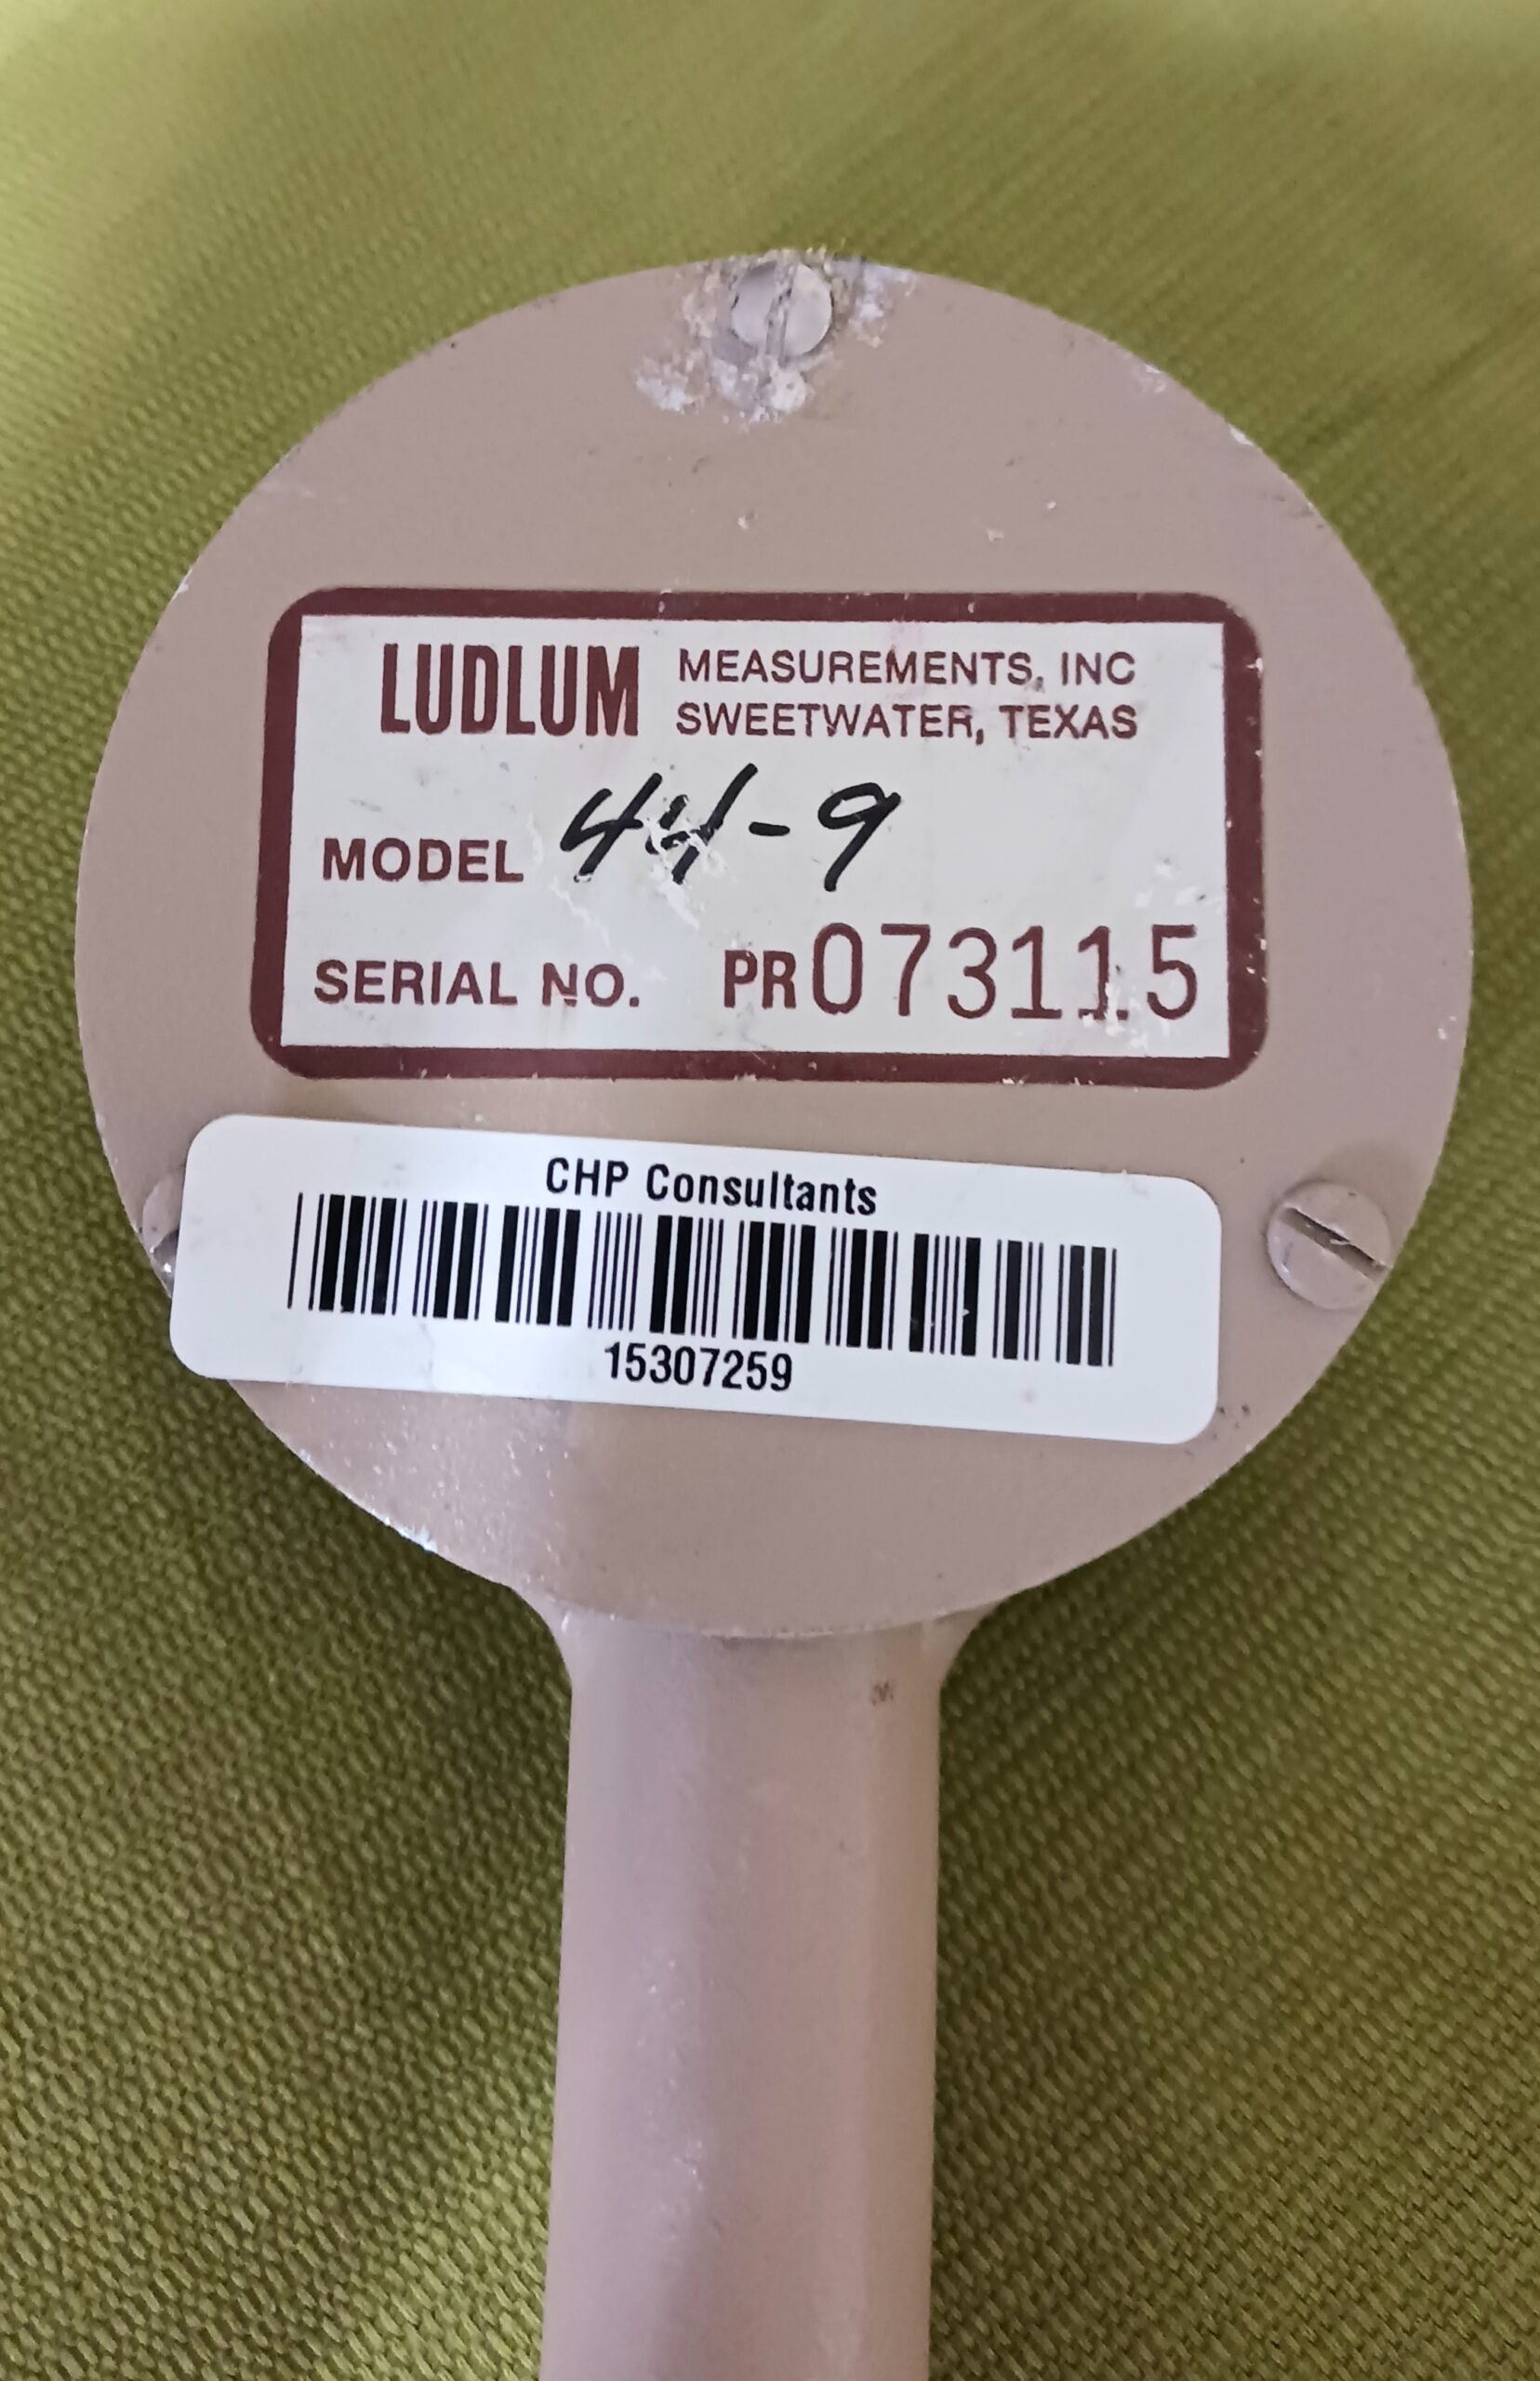 LUDLUM MEASUREMENTS, INC
SWEETWATER, TEXAS
MODEL 44-9
SERIAL NO. PR073115
CHP Consultants
15307259